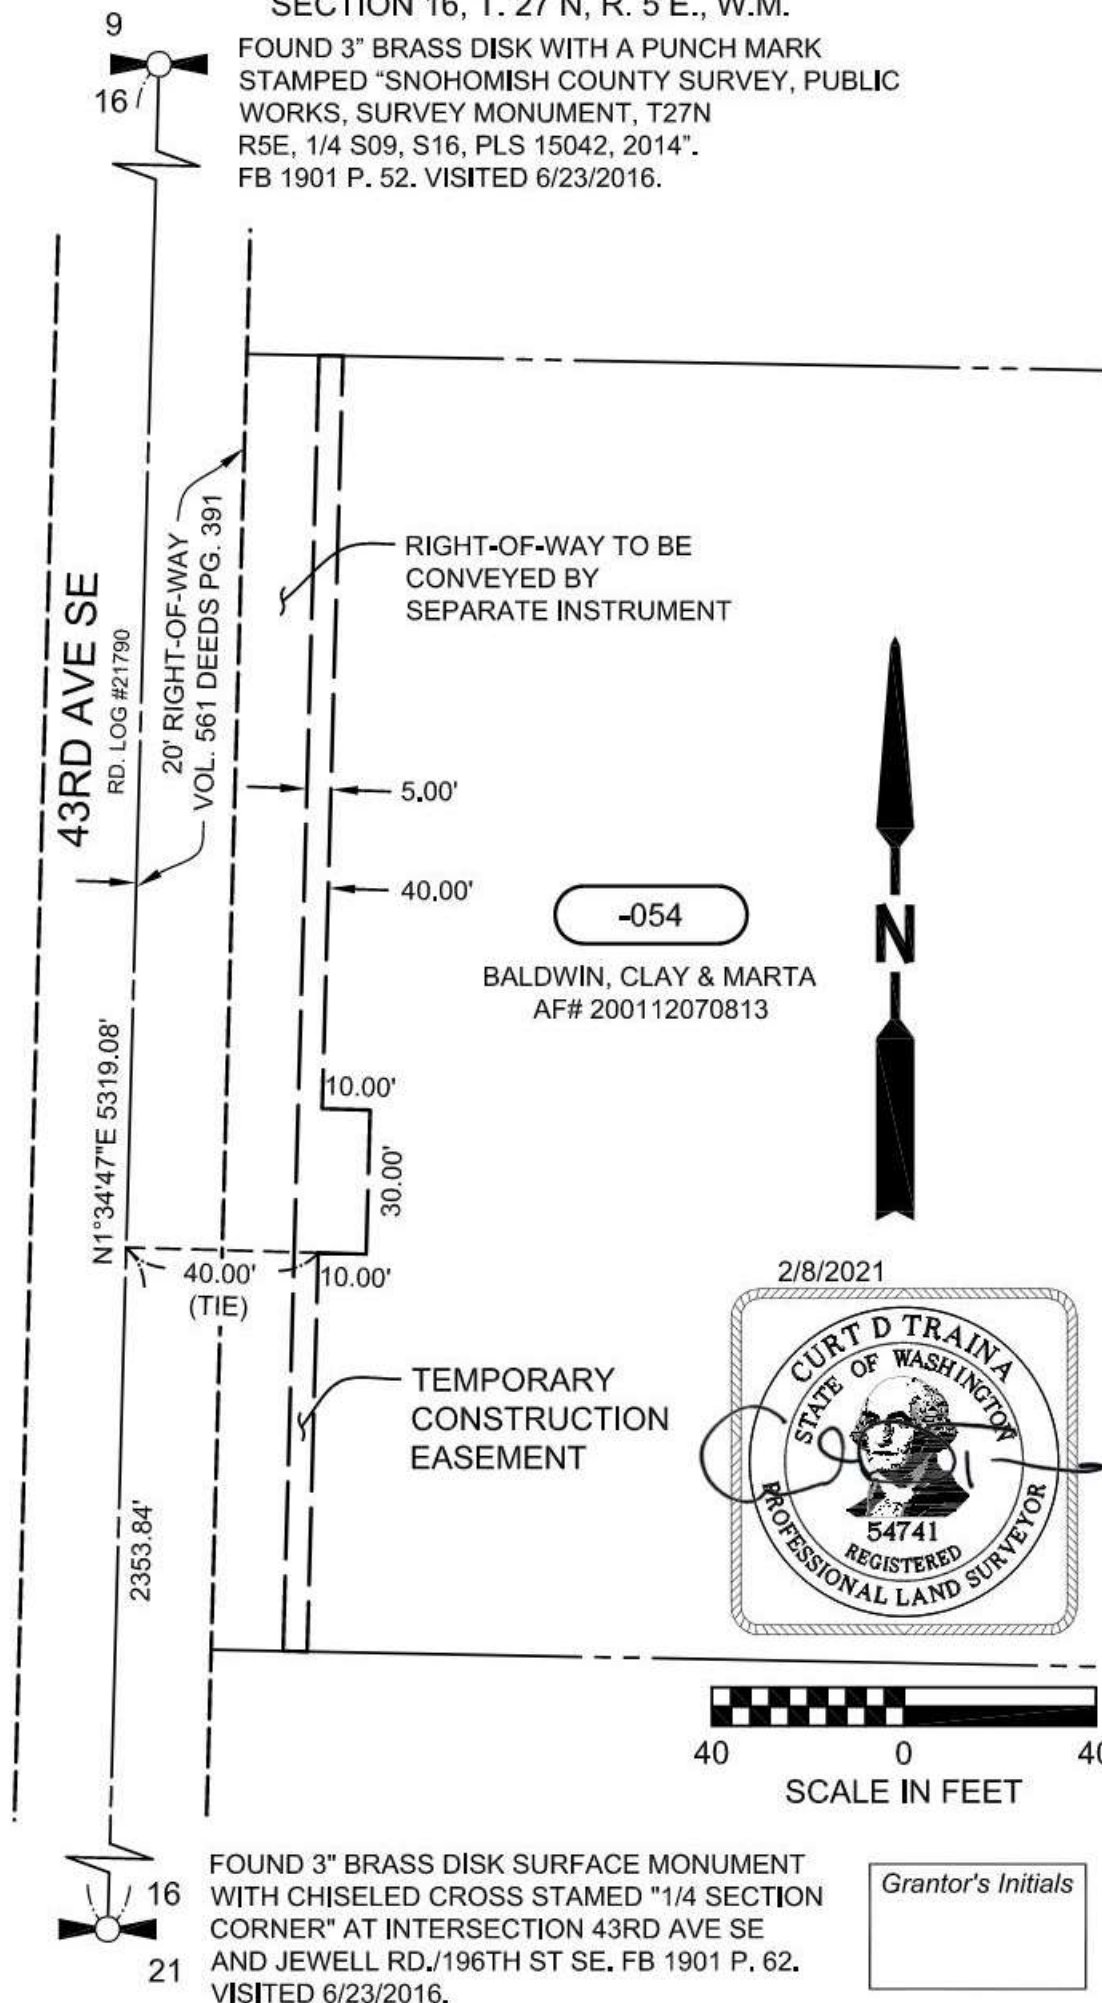 SECTION 16, T. 27 N, R. 5 E., W.M.
9
16
FOUND 3” BRASS DISK WITH A PUNCH MARK
STAMPED “SNOHOMISH COUNTY SURVEY, PUBLIC
WORKS, SURVEY MONUMENT, T27N
R5E, 1/4 S09, S16, PLS 15042, 2014”.
FB 1901 P. 52. VISITED 6/23/2016.
43RD AVE SE
RD. LOG #21790
20' RIGHT-OF-WAY
VOL. 561 DEEDS PG. 391
RIGHT-OF-WAY TO BE
CONVEYED BY
SEPARATE INSTRUMENT
5.00'
40.00'
-054
BALDWIN, CLAY & MARTA
AF# 200112070813
N
N1°34'47"E 5319.08'
10.00'
30.00'
40.00'
(TIE)
10.00'
2/8/2021
CURT D TRAINA
STATE OF WASHINGTON
54741
REGISTERED
PROFESSIONAL LAND SURVEYOR
TEMPORARY
CONSTRUCTION
EASEMENT
2353.84'
40 0 40
SCALE IN FEET
16
21
FOUND 3" BRASS DISK SURFACE MONUMENT
WITH CHISELED CROSS STAMED "1/4 SECTION
CORNER" AT INTERSECTION 43RD AVE SE
AND JEWELL RD./196TH ST SE. FB 1901 P. 62.
VISITED 6/23/2016.
Grantor's Initials